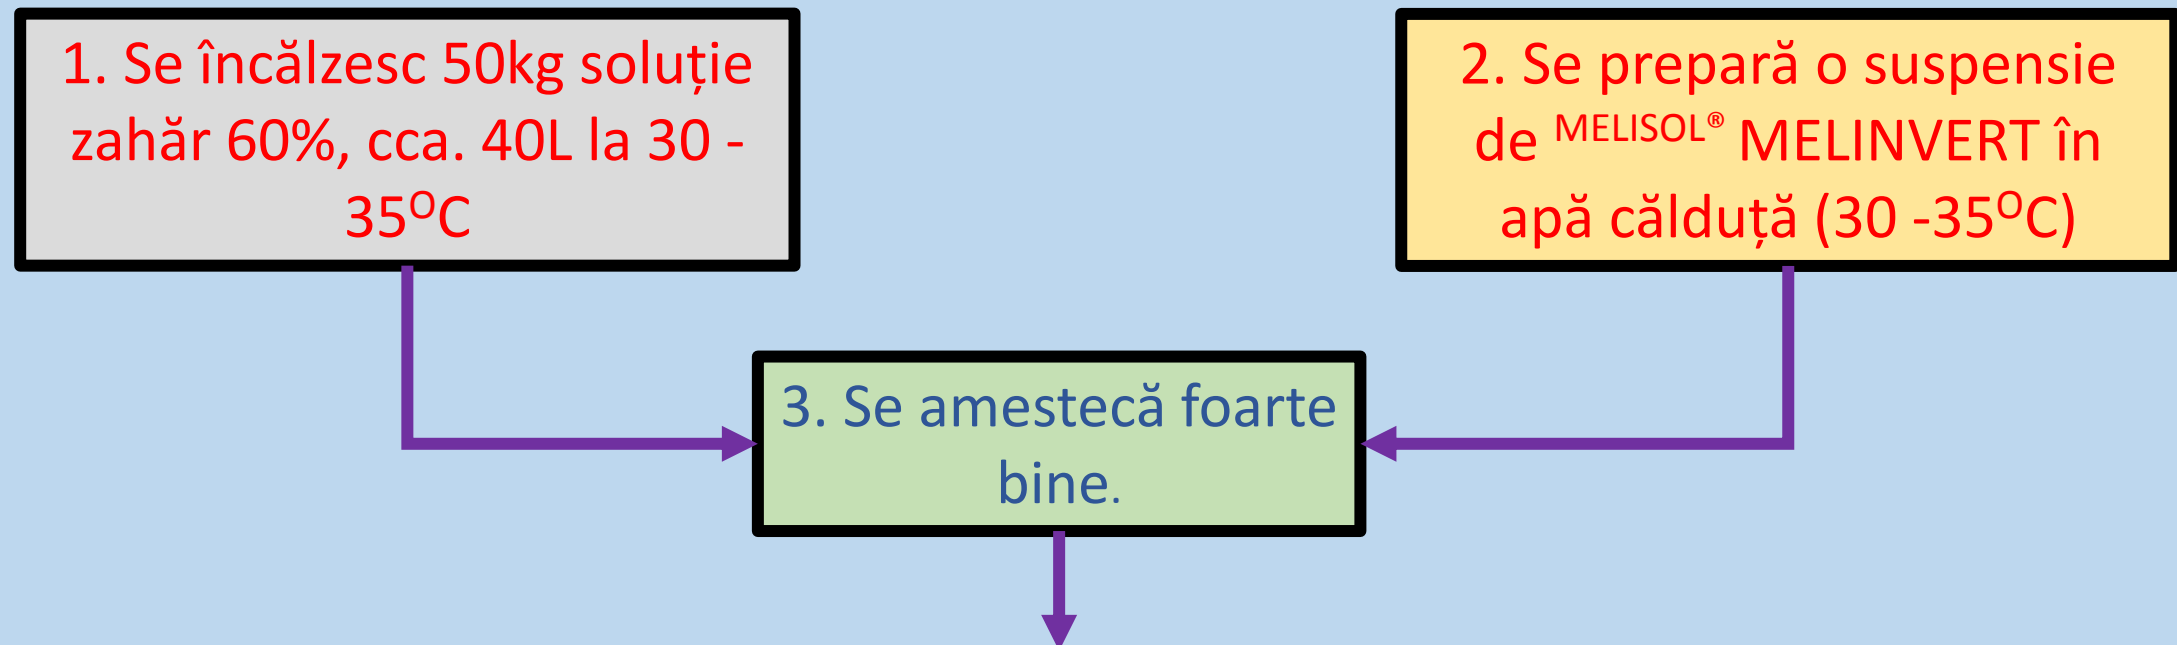 1. Se încălzesc 50kg soluție
zahăr 60%, cca. 40L la 30 -
35ᴼC
2. Se prepară o suspensie
de MELISOL® MELINVERT în
apă călduță (30 -35ᴼC)
3. Se amestecă foarte
bine.